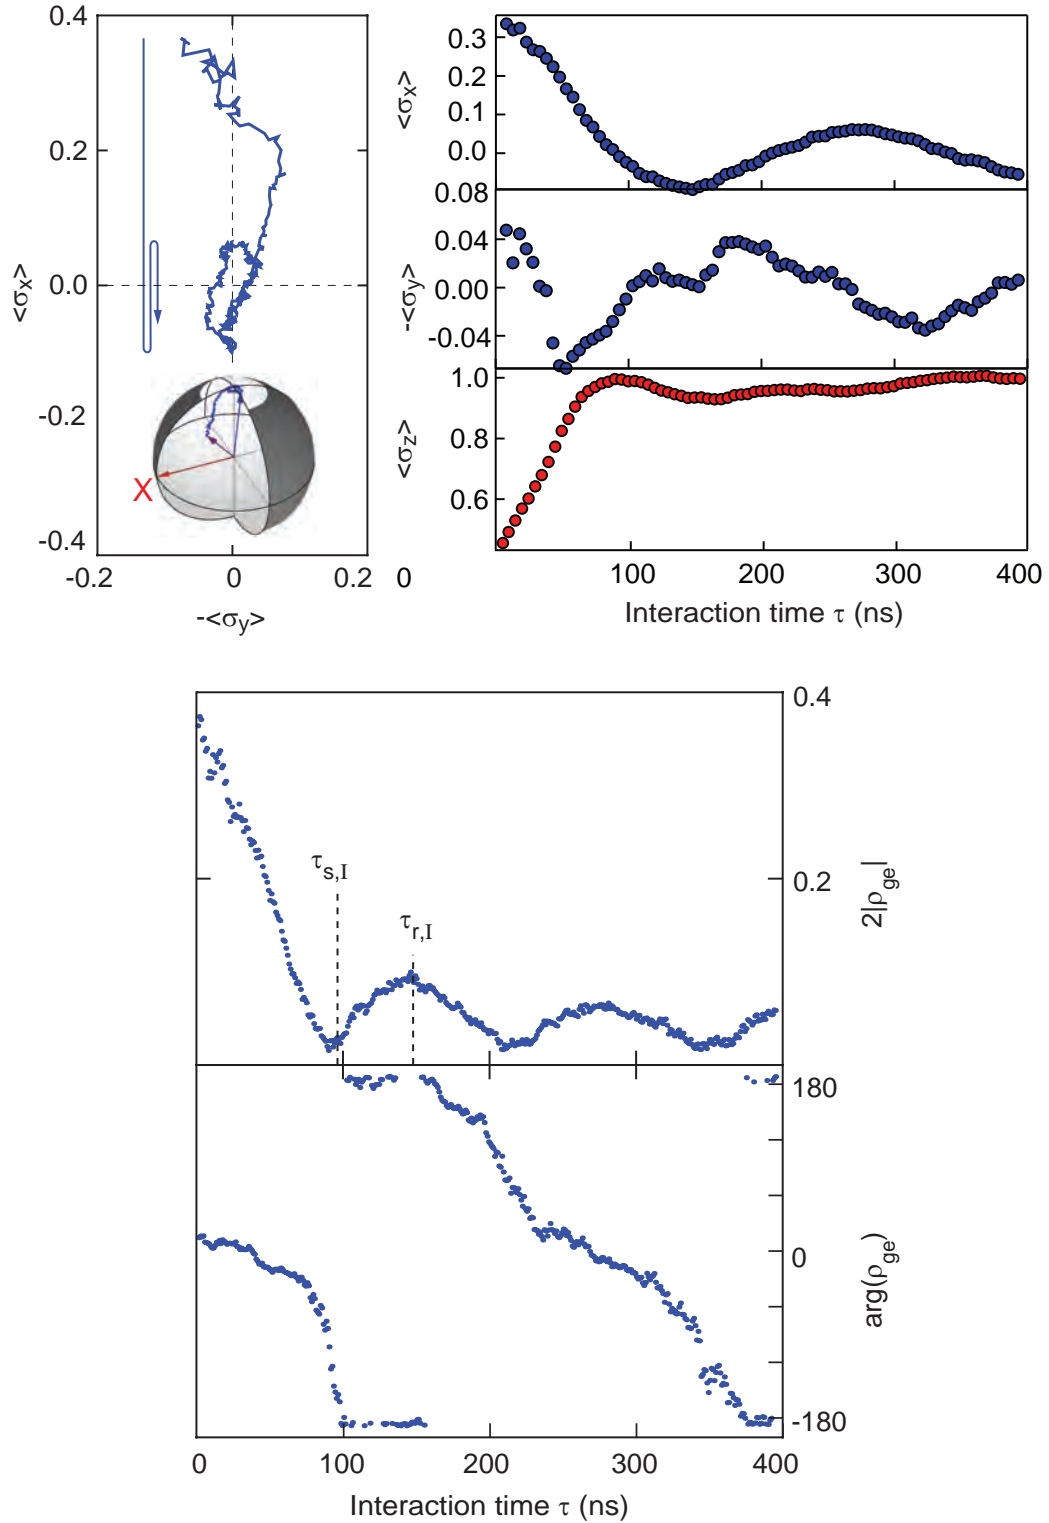 0.4
0.2
0.0
-0.2
-0.4
<σx>
-0.2
0
0.2
-<σy>
X
0.3
0.1
0.0
<σx>
0.08
0.04
0.00
-0.04
-<σy>
1.0
0.8
0.6
<σz>
0
100
200
300
400
Interaction time τ (ns)
0.4
0.2
2|ρge|
τs,I
τr,I
180
0
-180
arg(ρge)
0
100
200
300
400
Interaction time τ (ns)